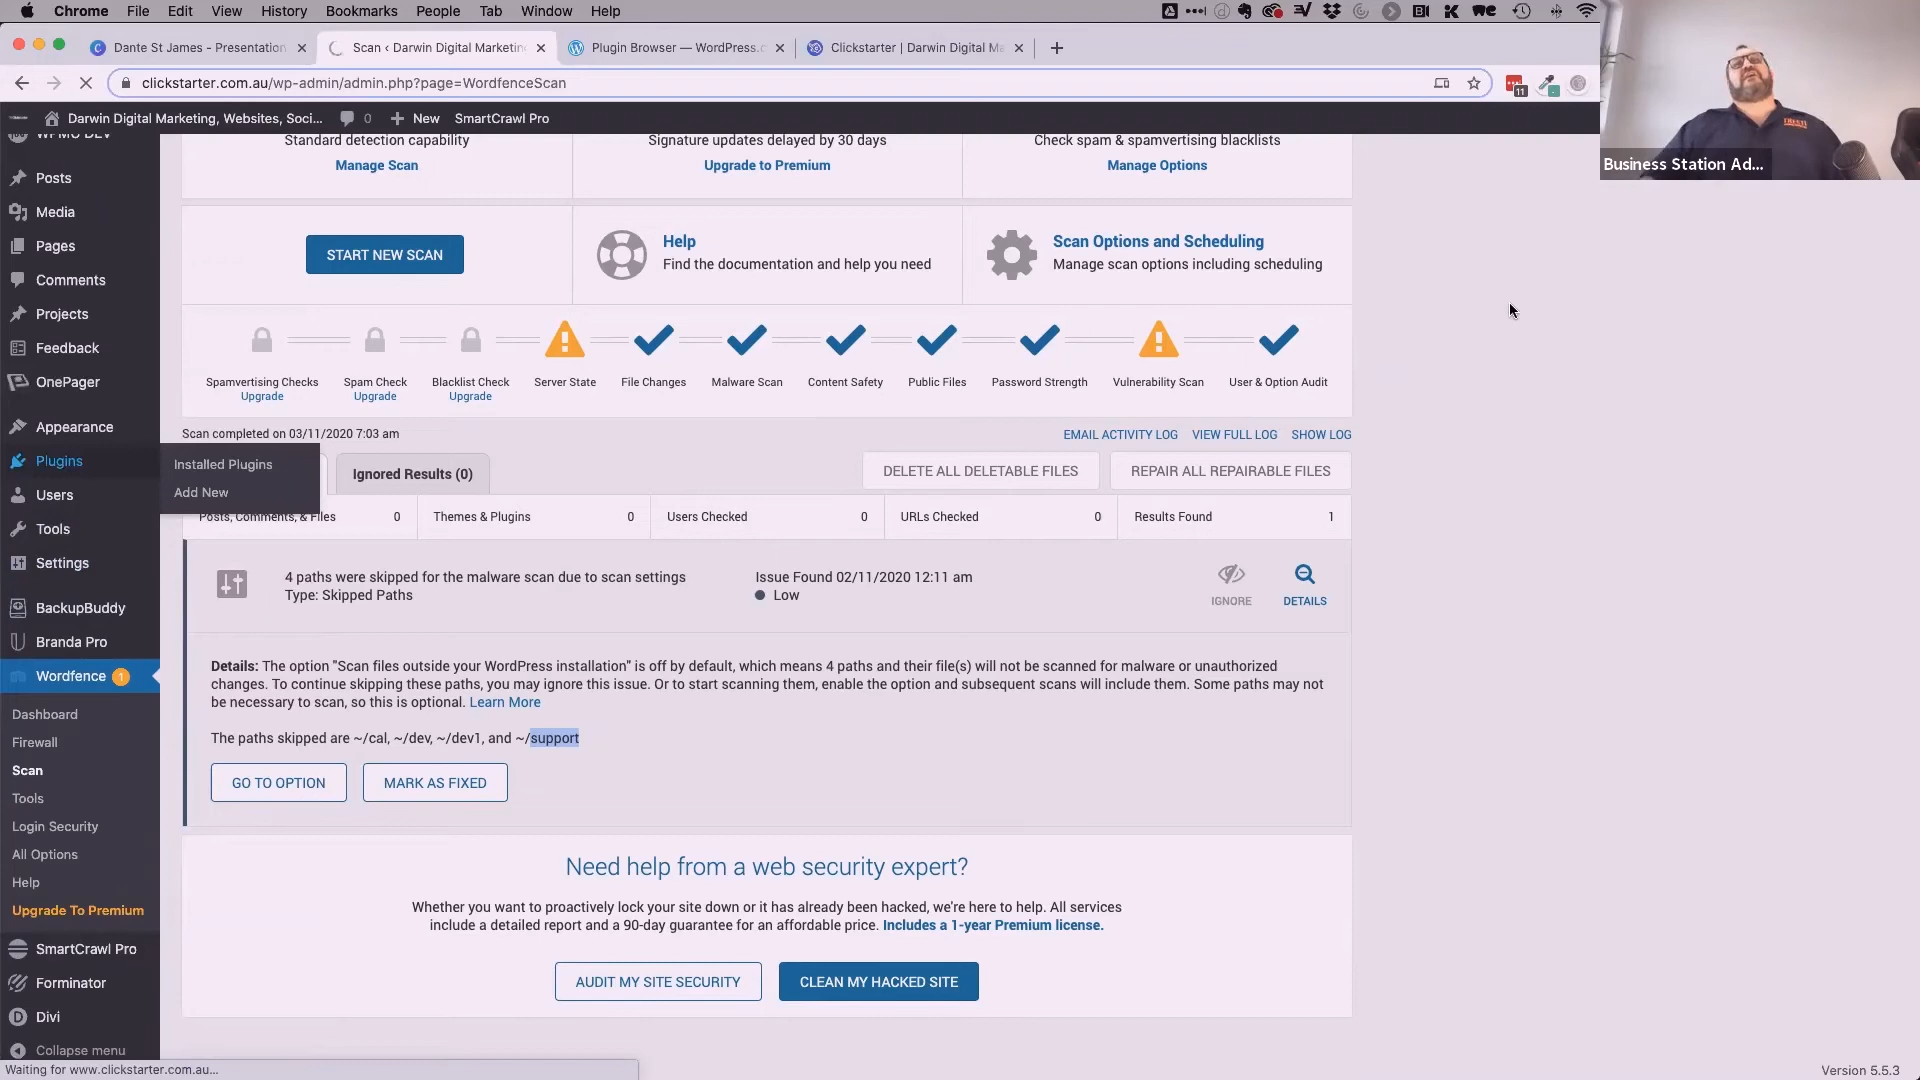 Chrome File Edit View History Bookmarks People Tab Window Help
Dante St James - Presentation
Scan ‹ Darwin Digital Marketin
Plugin Browser — WordPress.c
Clickstarter | Darwin Digital Ma
clickstarter.com.au/wp-admin/admin.php?page=WordfenceScan
11
Darwin Digital Marketing, Websites, Soci...
0
New
SmartCrawl Pro
Business Station Ad...
WPMU DEV
Posts
Media
Pages
Comments
Projects
Feedback
OnePager
Appearance
Plugins
Installed Plugins
Add New
Users
Tools
Settings
BackupBuddy
Branda Pro
Wordfence 1
Dashboard
Firewall
Scan
Tools
Login Security
All Options
Help
Upgrade To Premium
SmartCrawl Pro
Forminator
Divi
Collapse menu
Standard detection capability
Manage Scan
Signature updates delayed by 30 days
Upgrade to Premium
Check spam & spamvertising blacklists
Manage Options
START NEW SCAN
Help
Find the documentation and help you need
Scan Options and Scheduling
Manage scan options including scheduling
Spamvertising Checks
Upgrade
Spam Check
Upgrade
Blacklist Check
Upgrade
Server State
File Changes
Malware Scan
Content Safety
Public Files
Password Strength
Vulnerability Scan
User & Option Audit
Scan completed on 03/11/2020 7:03 am
EMAIL ACTIVITY LOG
VIEW FULL LOG
SHOW LOG
Ignored Results (0)
DELETE ALL DELETABLE FILES
REPAIR ALL REPAIRABLE FILES
Posts, Comments, & Files 0
Themes & Plugins 0
Users Checked 0
URLs Checked 0
Results Found 1
4 paths were skipped for the malware scan due to scan settings
Type: Skipped Paths
Issue Found 02/11/2020 12:11 am
Low
IGNORE
DETAILS
Details: The option "Scan files outside your WordPress installation" is off by default, which means 4 paths and their file(s) will not be scanned for malware or unauthorized
changes. To continue skipping these paths, you may ignore this issue. Or to start scanning them, enable the option and subsequent scans will include them. Some paths may not
be necessary to scan, so this is optional. Learn More
The paths skipped are ~/cal, ~/dev, ~/dev1, and ~/support
GO TO OPTION
MARK AS FIXED
Need help from a web security expert?
Whether you want to proactively lock your site down or it has already been hacked, we're here to help. All services
include a detailed report and a 90-day guarantee for an affordable price. Includes a 1-year Premium license.
AUDIT MY SITE SECURITY
CLEAN MY HACKED SITE
Waiting for www.clickstarter.com.au...
Version 5.5.3